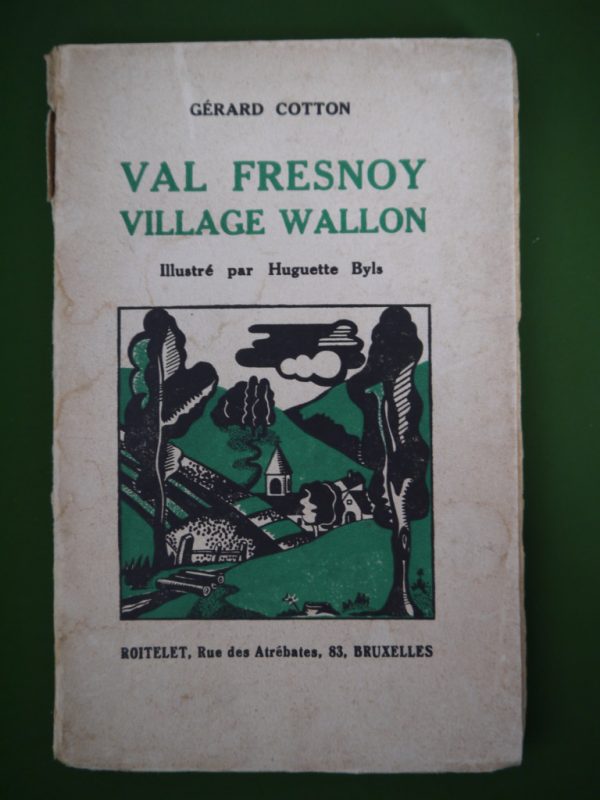 GÉRARD COTTON
VAL FRESNOY
VILLAGE WALLON
Illustré par Huguette Byls
ROITELET, Rue des Atrébates, 83, BRUXELLES